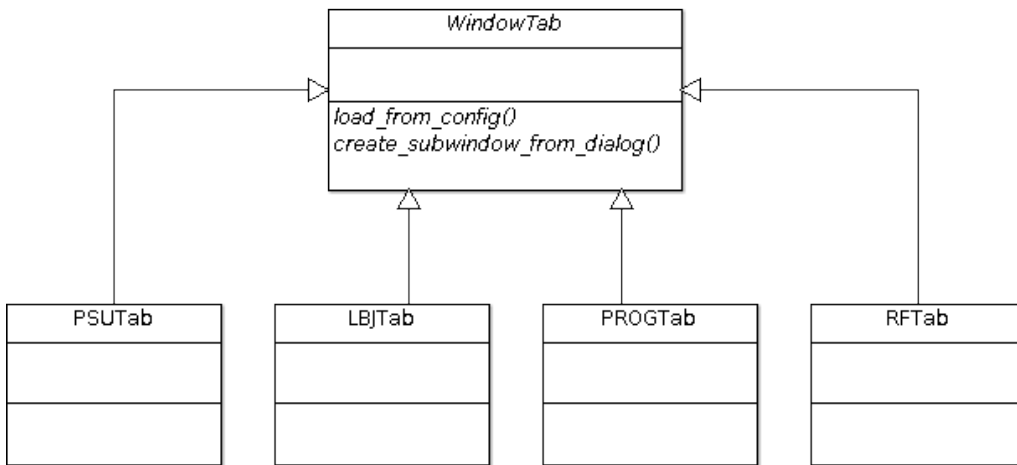 WindowTab
load_from_config()
create_subwindow_from_dialog()
PSUTab
LBJTab
PROGTab
RFTab